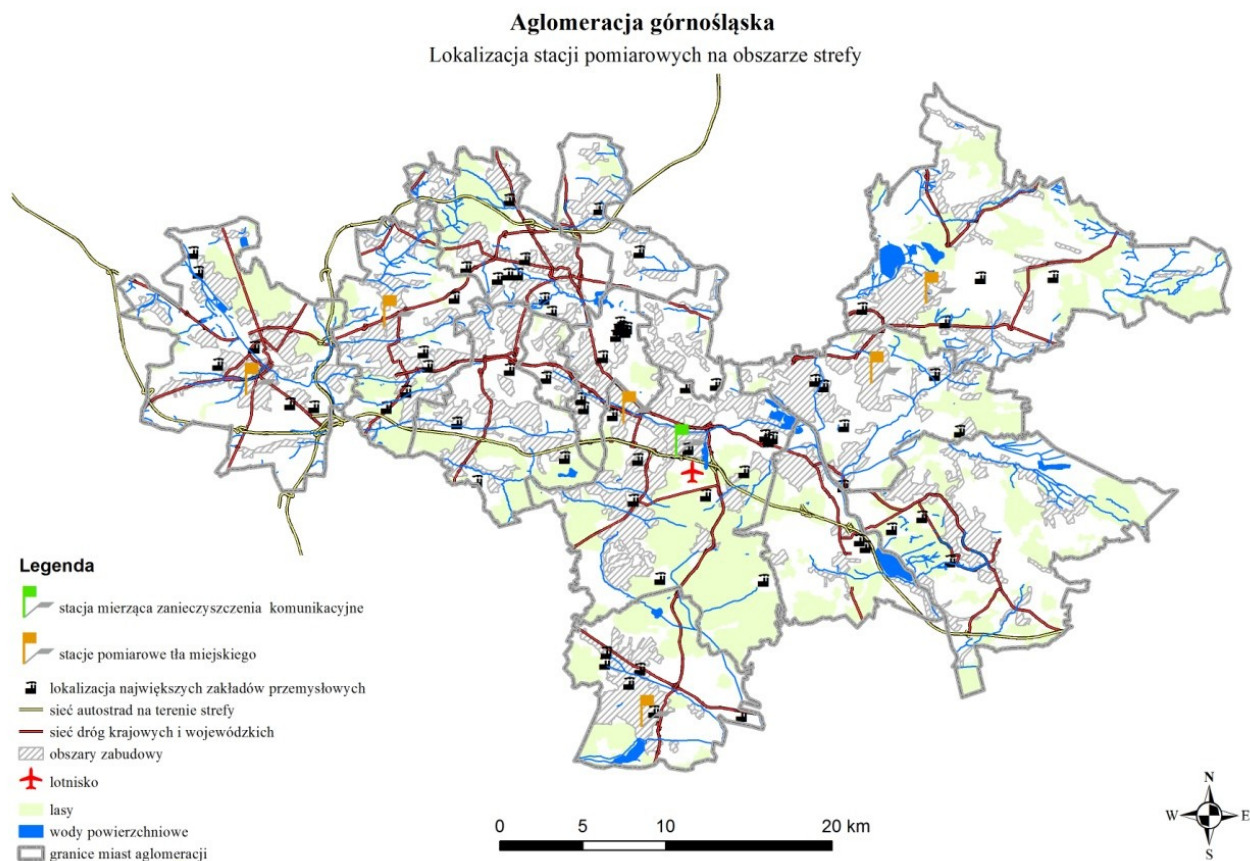 Aglomeracja górnośląska
Lokalizacja stacji pomiarowych na obszarze strefy
Legenda
stacja mierząca zanieczyszczenia komunikacyjne
stacje pomiarowe tła miejskiego
lokalizacja największych zakładów przemysłowych
sieć autostrad na terenie strefy
sieć dróg krajowych i wojewódzkich
obszary zabudowy
lotnisko
lasy
wody powierzchniowe
granice miast aglomeracji
0 5 10 20 km
N
W E
S